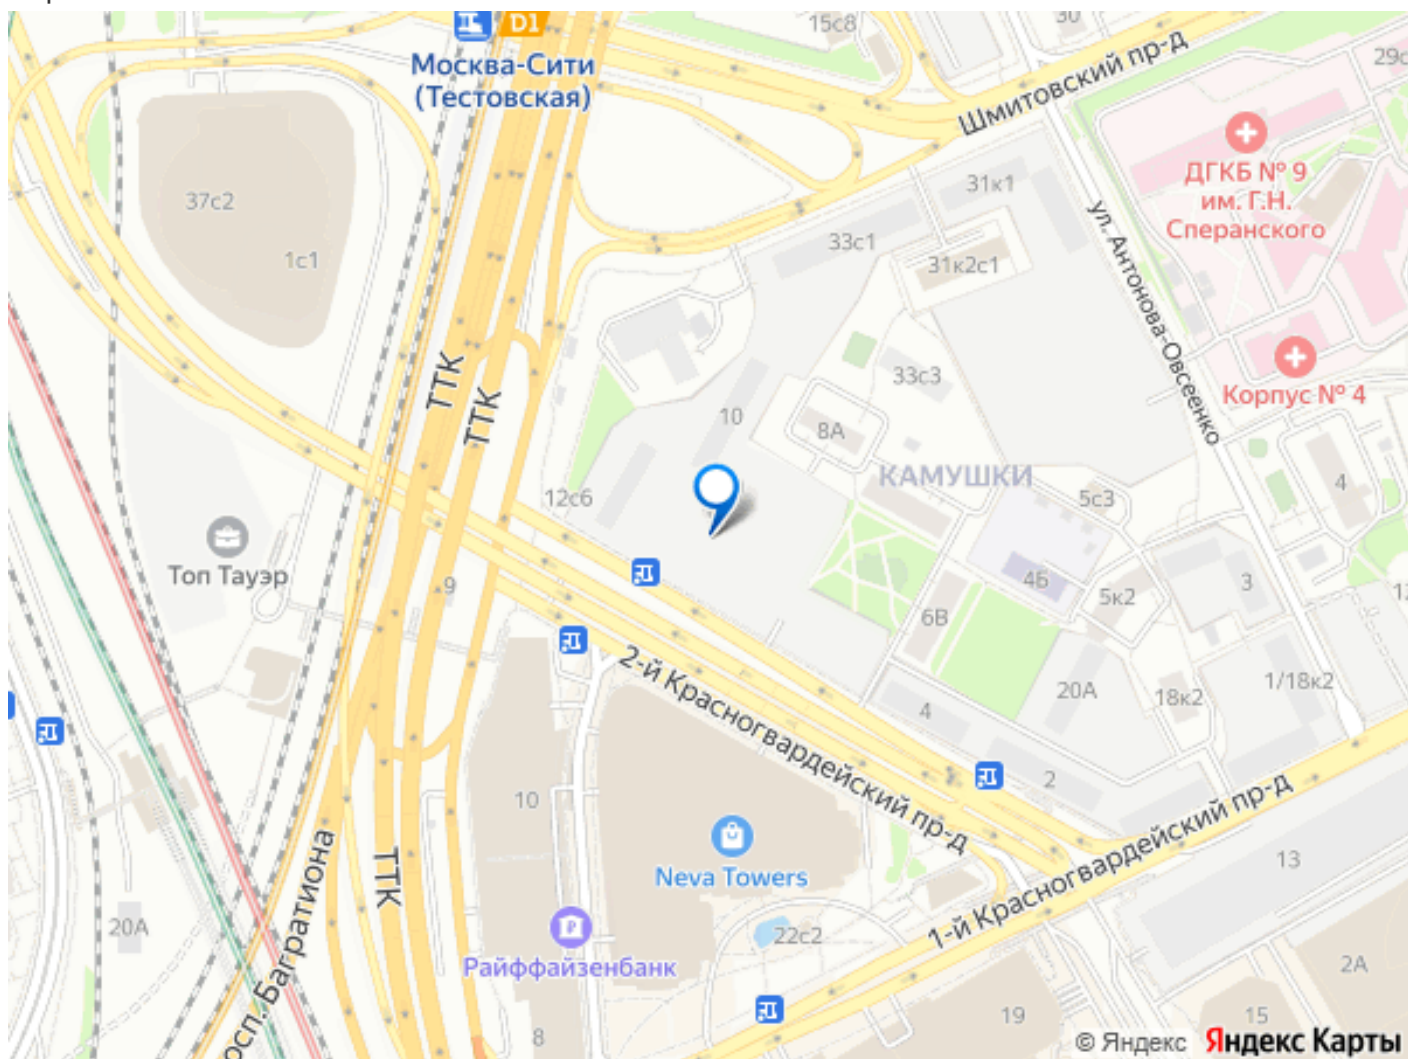 D1
15с8
30
Москва-Сити
(Тестовская)
Шмитовский пр-д
29с
ДГКБ № 9
им. Г.Н.
Сперанского
31к1
37с2
33с1
ул. Антонова-Овсеенко
1с1
31к2с1
ТТК
ТТК
33с3
Корпус № 4
10
8А
КАМУШКИ
12с6
5с3
4
Топ Тауэр
9
4Б
5к2
3
6В
2-й Красногвардейский пр-д
20А
18к2
1/18к2
4
2
10
1-й Красногвардейский пр-д
Neva Towers
13
ТТК
20А
22с2
Райффайзенбанк
2А
просп. Багратиона
8
19
15
© Яндекс Яндекс Карты